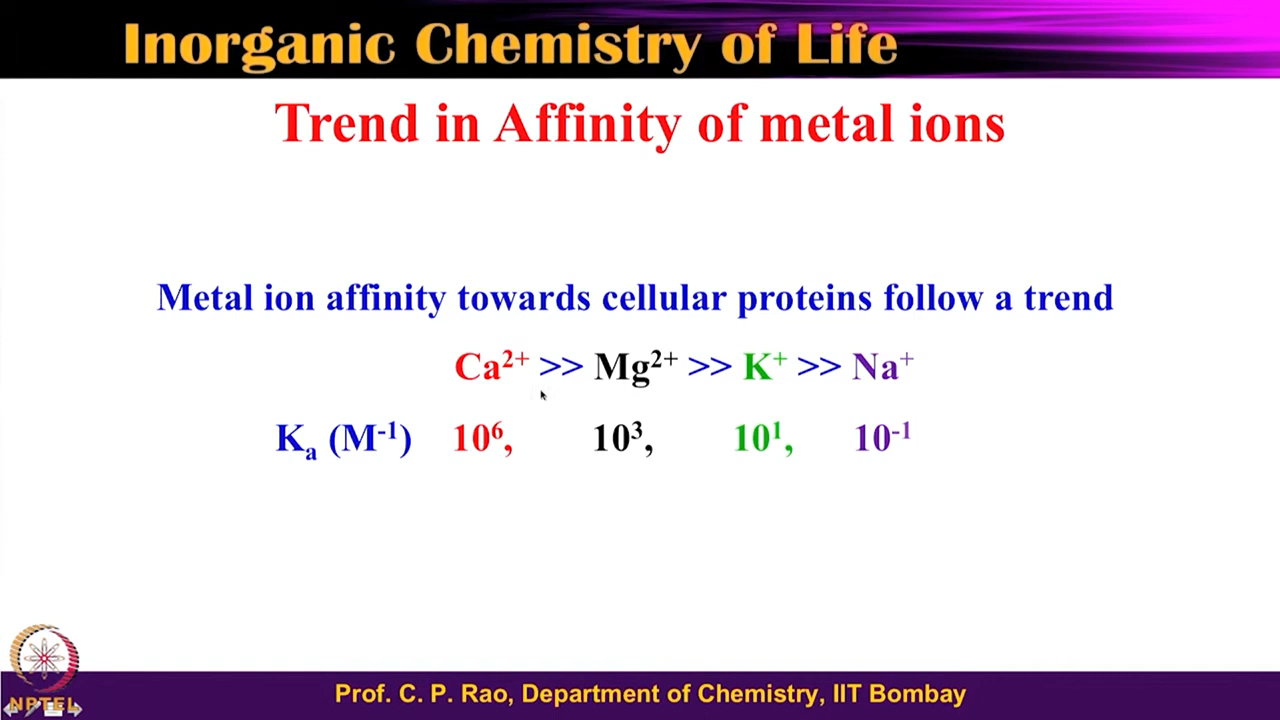 Inorganic Chemistry of Life
Trend in Affinity of metal ions
Metal ion affinity towards cellular proteins follow a trend
Ca²⁺ >> Mg²⁺ >> K⁺ >> Na⁺
Kₐ (M⁻¹) 10⁶, 10³, 10¹, 10⁻¹
NPTEL
Prof. C. P. Rao, Department of Chemistry, IIT Bombay